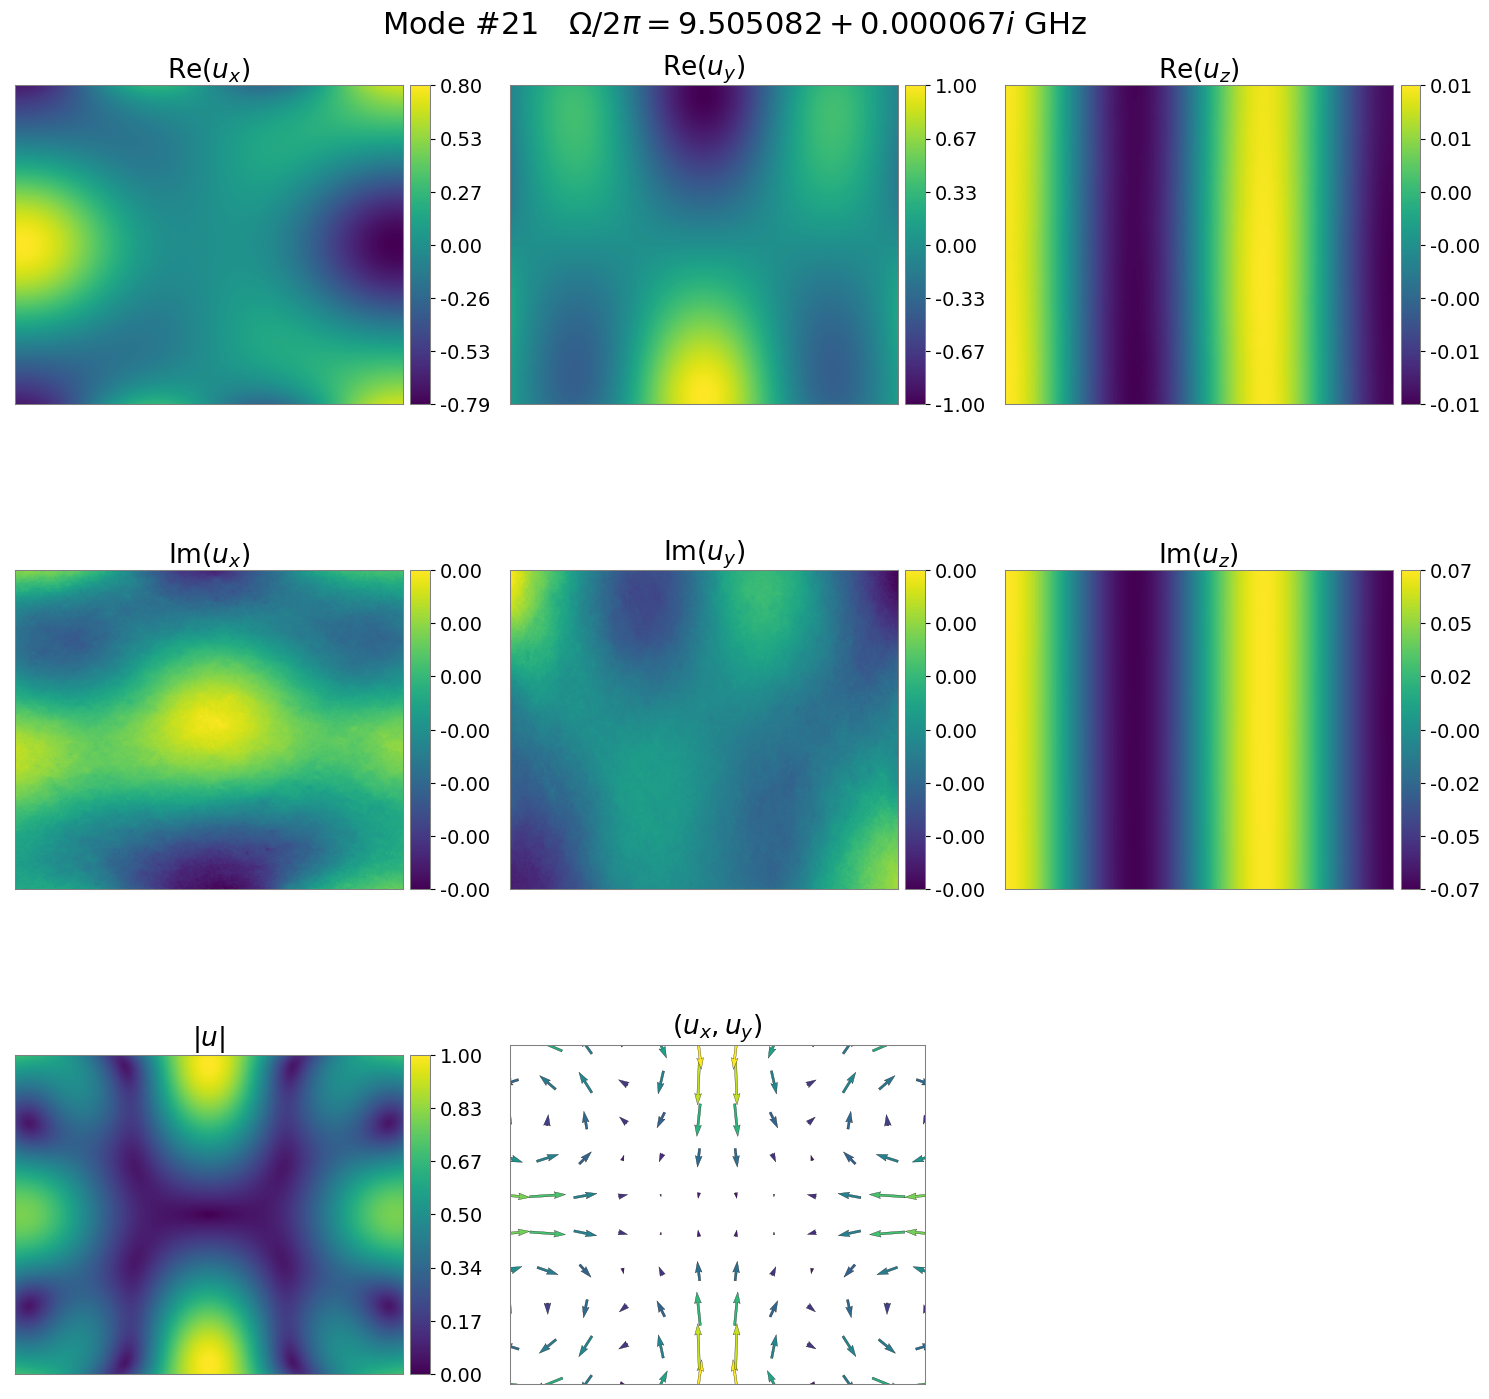 Mode #21 Ω/2π = 9.505082 + 0.000067i GHz
Re(u_x) Re(u_y) Re(u_z)
0.80 1.00 0.01
0.53 0.67 0.01
0.27 0.33 0.00
0.00 0.00 -0.00
-0.26 -0.33 -0.00
-0.53 -0.67 -0.01
-0.79 -1.00 -0.01
Im(u_x) Im(u_y) Im(u_z)
0.00 0.00 0.07
0.00 0.00 0.05
0.00 0.00 0.02
-0.00 0.00 -0.00
-0.00 -0.00 -0.02
-0.00 -0.00 -0.05
-0.00 -0.00 -0.07
|u| (u_x, u_y)
1.00
0.83
0.67
0.50
0.34
0.17
0.00